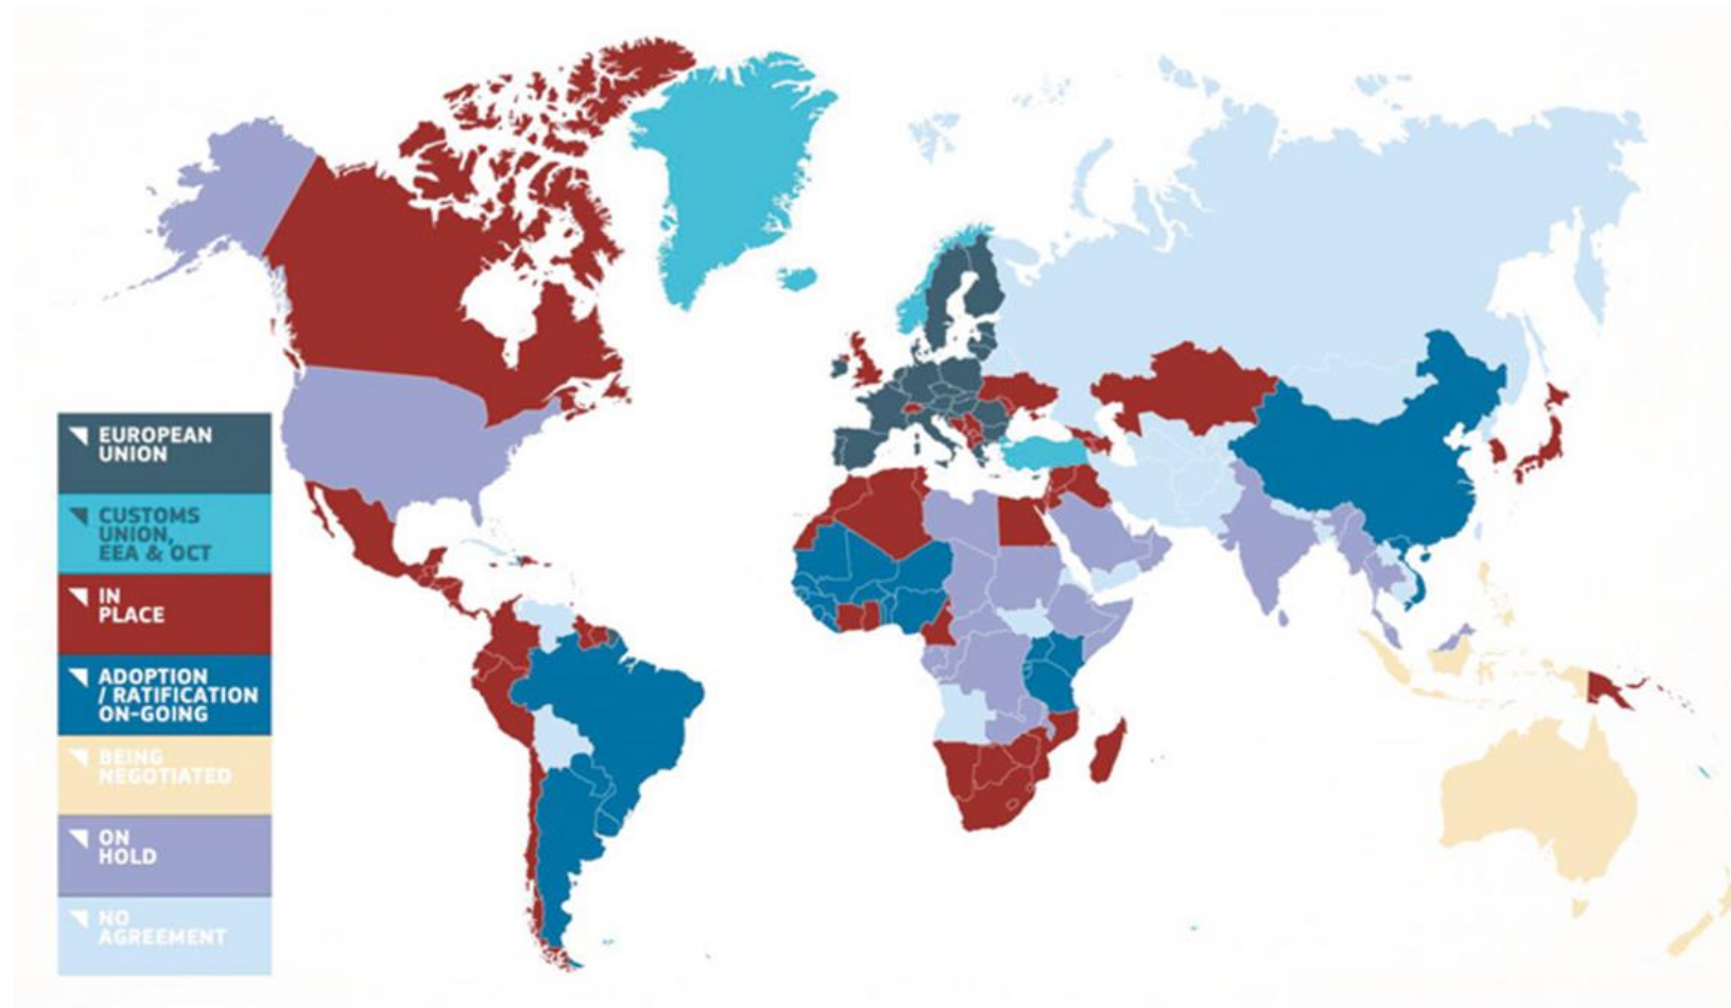 EUROPEAN
UNION
CUSTOMS
UNION,
EEA & OCT
IN
PLACE
ADOPTION
/ RATIFICATION
ON-GOING
BEING
NEGOTIATED
ON
HOLD
NO
AGREEMENT